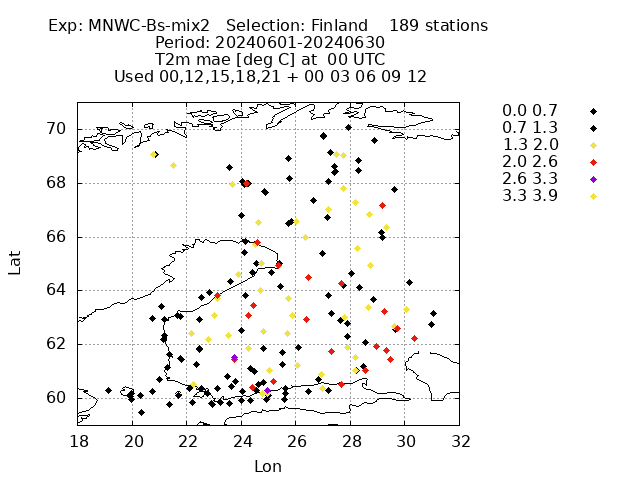 Exp: MNWC-Bs-mix2   Selection: Finland    189 stations
Period: 20240601-20240630
T2m mae [deg C] at  00 UTC
Used 00,12,15,18,21 + 00 03 06 09 12
0.0 0.7
0.7 1.3
1.3 2.0
2.0 2.6
2.6 3.3
3.3 3.9
70
68
66
64
62
60
Lat
18 20 22 24 26 28 30 32
Lon